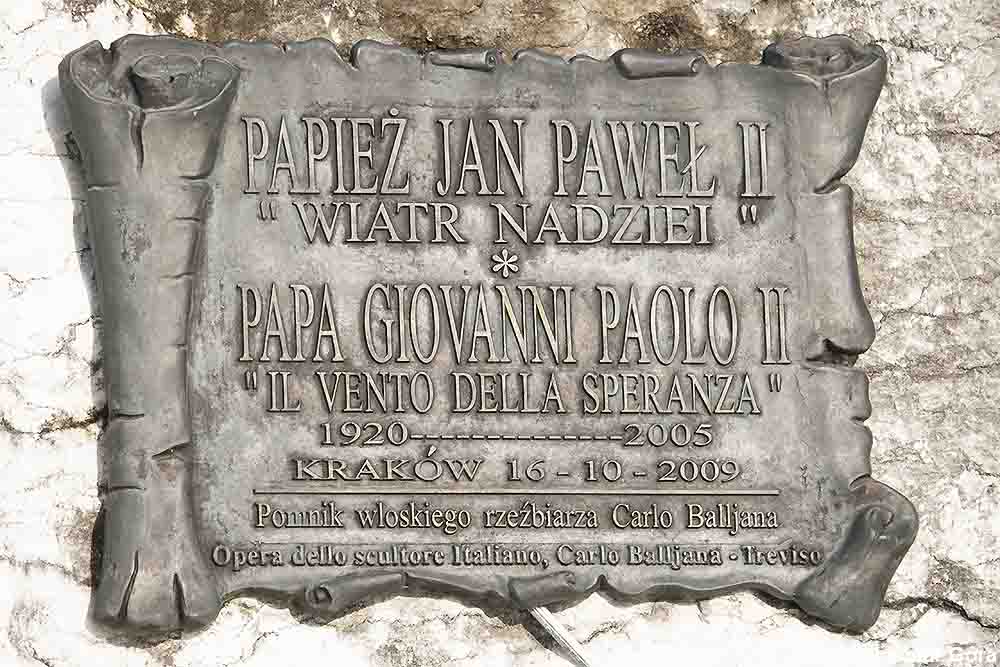 PAPIEŻ JAN PAWEŁ II
" WIATR NADZIEI "
*
PAPA GIOVANNI PAOLO II
" IL VENTO DELLA SPERANZA "
1920---------------2005
KRAKÓW 16 - 10 - 2009
Pomnik wloskiego rzeźbiarza Carlo Balljana
Opera dello scultore Italiano, Carlo Balljana - Treviso